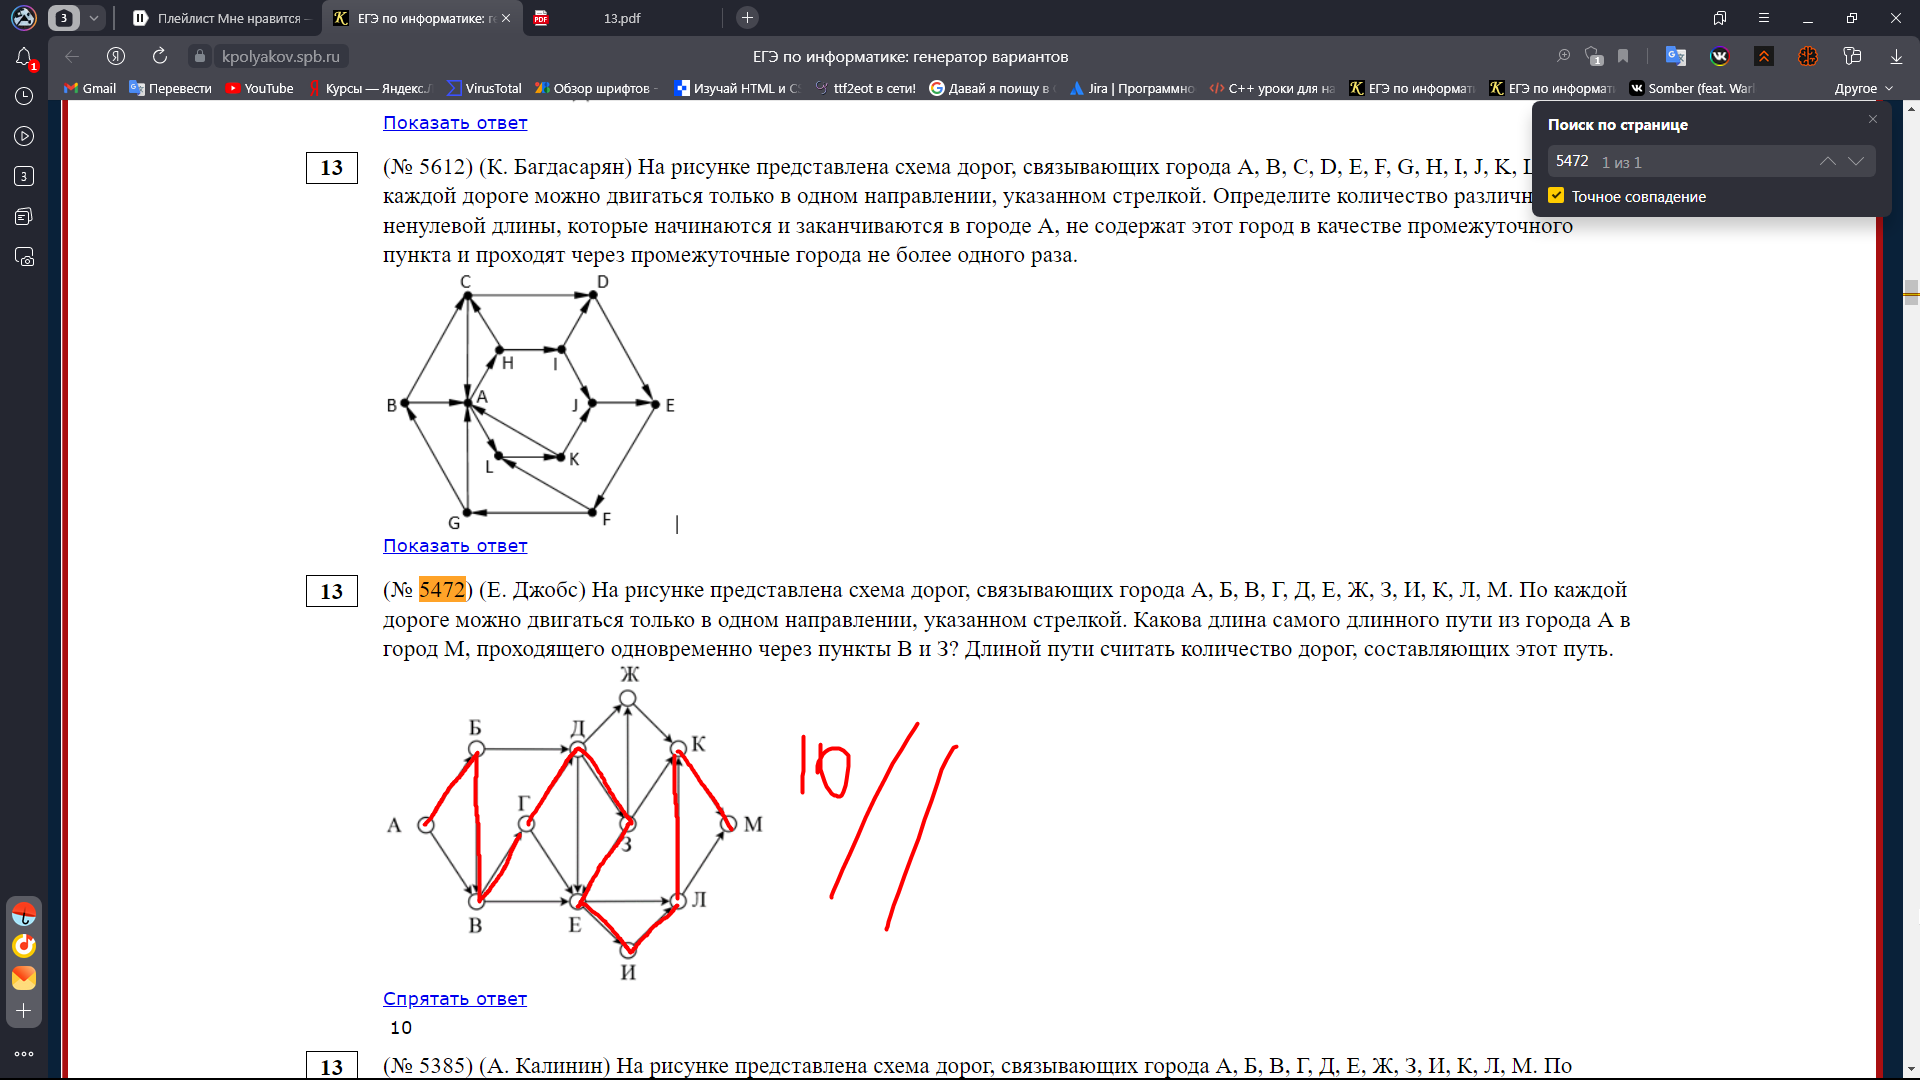 3
Плейлист Мне нравится
ЕГЭ по информатике: ге
13.pdf
kpolyakov.spb.ru
ЕГЭ по информатике: генератор вариантов
1
1
Gmail
Перевести
YouTube
Курсы — Яндекс.
VirusTotal
Обзор шрифтов -
Изучай HTML и C
ttf2eot в сети!
Давай я поищу в
Jira | Программно
C++ уроки для на
ЕГЭ по информат
ЕГЭ по информат
Somber (feat. War
Другое
Поиск по странице
5472 1 из 1
Точное совпадение
3
Показать ответ
13
(№ 5612) (К. Багдасарян) На рисунке представлена схема дорог, связывающих города A, B, C, D, E, F, G, H, I, J, K,
каждой дороге можно двигаться только в одном направлении, указанном стрелкой. Определите количество различн
ненулевой длины, которые начинаются и заканчиваются в городе A, не содержат этот город в качестве промежуточного
пункта и проходят через промежуточные города не более одного раза.
C
D
H
I
B
A
J
E
L
K
G
F
Показать ответ
13
(№ 5472) (Е. Джобс) На рисунке представлена схема дорог, связывающих города А, Б, В, Г, Д, Е, Ж, З, И, К, Л, М. По каждой
дороге можно двигаться только в одном направлении, указанном стрелкой. Какова длина самого длинного пути из города А в
город М, проходящего одновременно через пункты В и З? Длиной пути считать количество дорог, составляющих этот путь.
Ж
Б
Д
К
10
Г
А
М
З
Л
В
Е
И
Спрятать ответ
10
13
(№ 5385) (А. Калинин) На рисунке представлена схема дорог, связывающих города А, Б, В, Г, Д, Е, Ж, З, И, К, Л, М. По